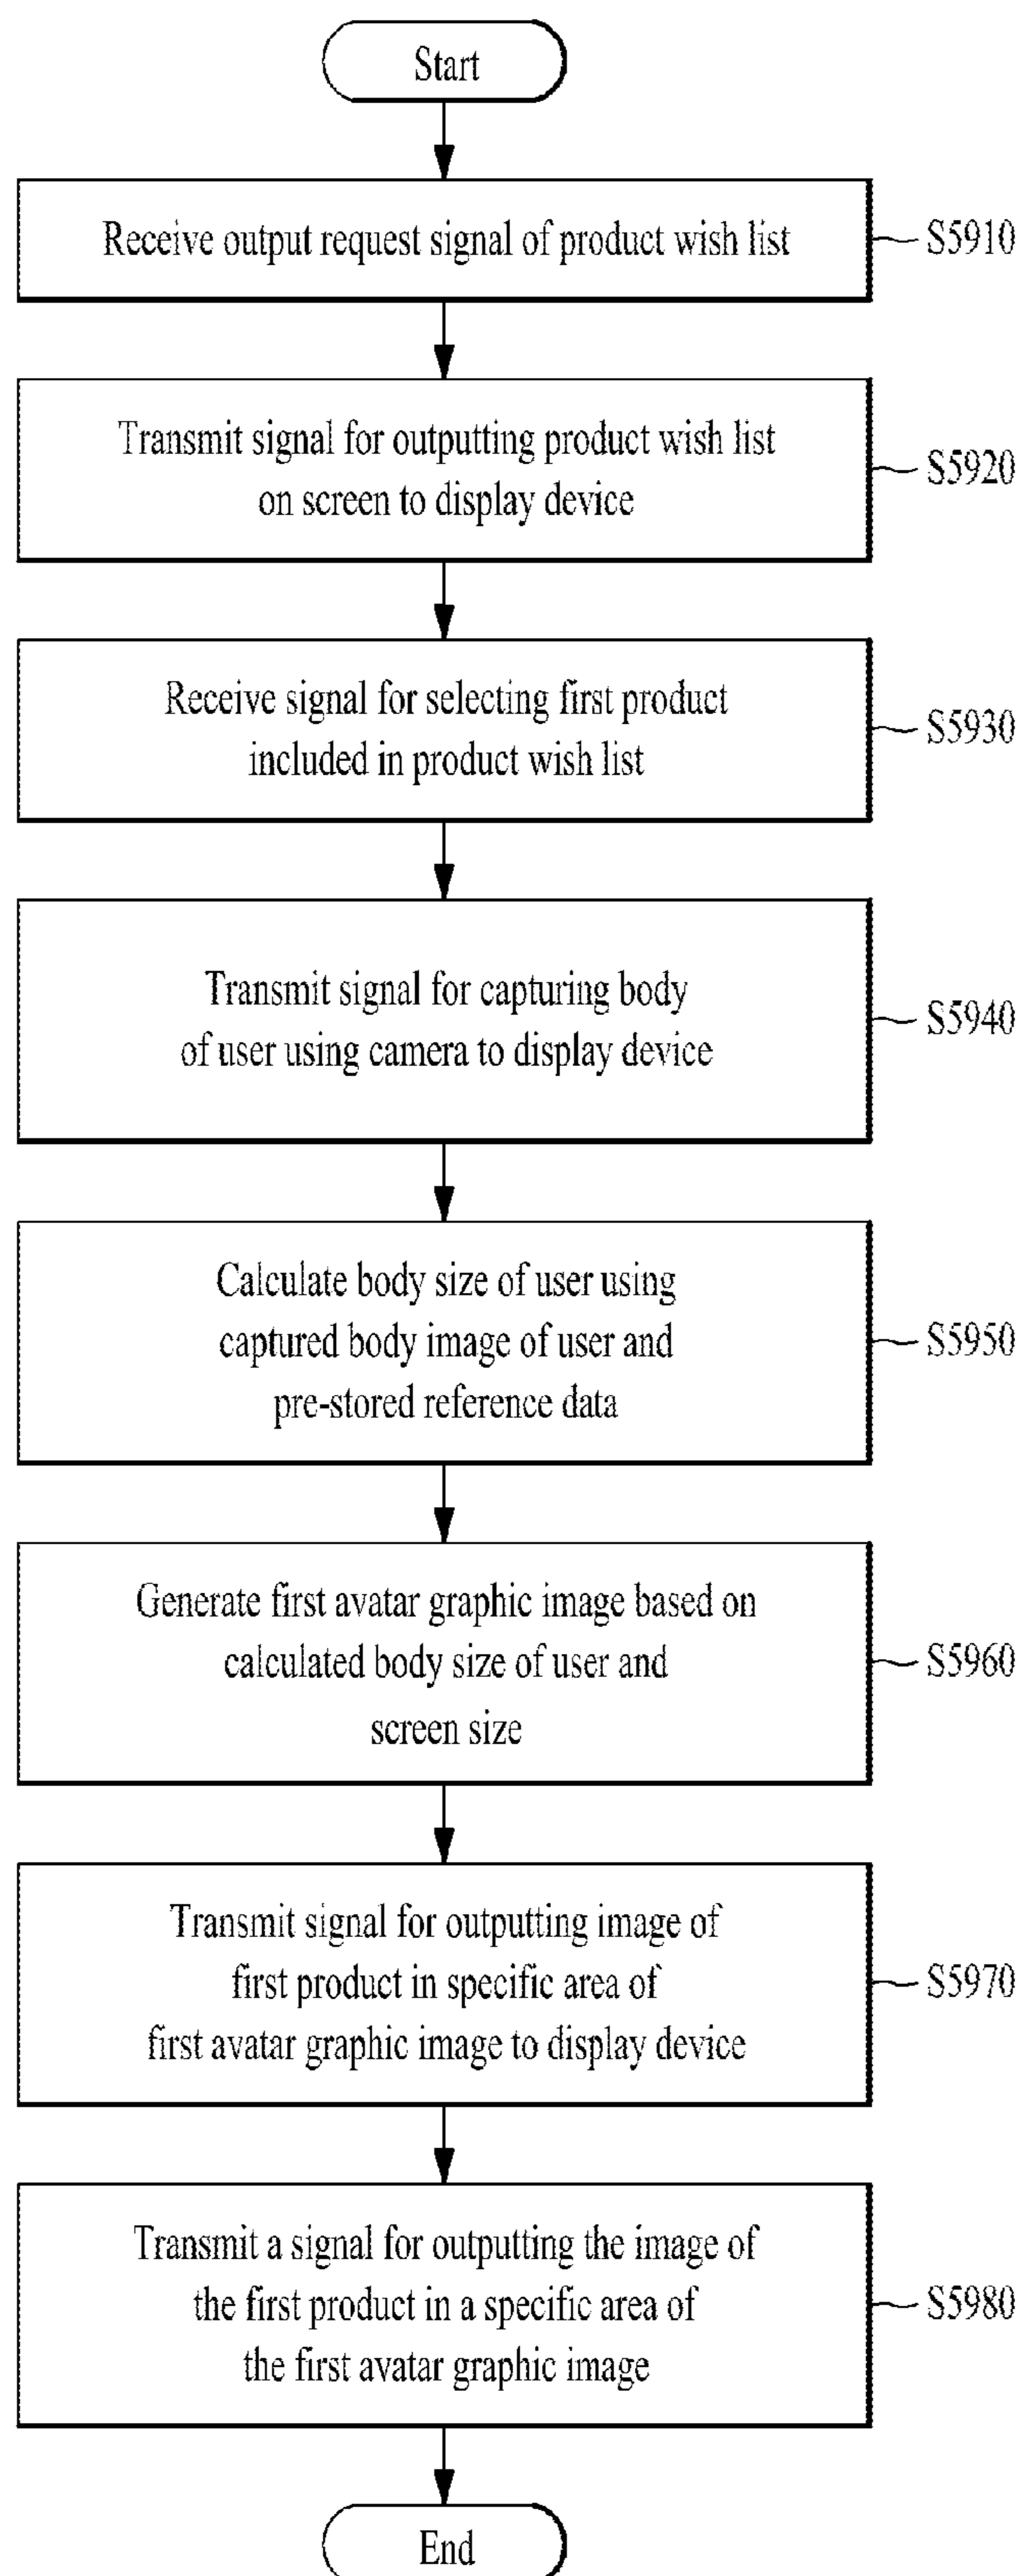 Start
Receive output request signal of product wish list
S5910
Transmit signal for outputting product wish list
on screen to display device
S5920
Receive signal for selecting first product
included in product wish list
S5930
Transmit signal for capturing body
of user using camera to display device
S5940
Calculate body size of user using
captured body image of user and
pre-stored reference data
S5950
Generate first avatar graphic image based on
calculated body size of user and
screen size
S5960
Transmit signal for outputting image of
first product in specific area of
first avatar graphic image to display device
S5970
Transmit a signal for outputting the image of
the first product in a specific area of
the first avatar graphic image
S5980
End